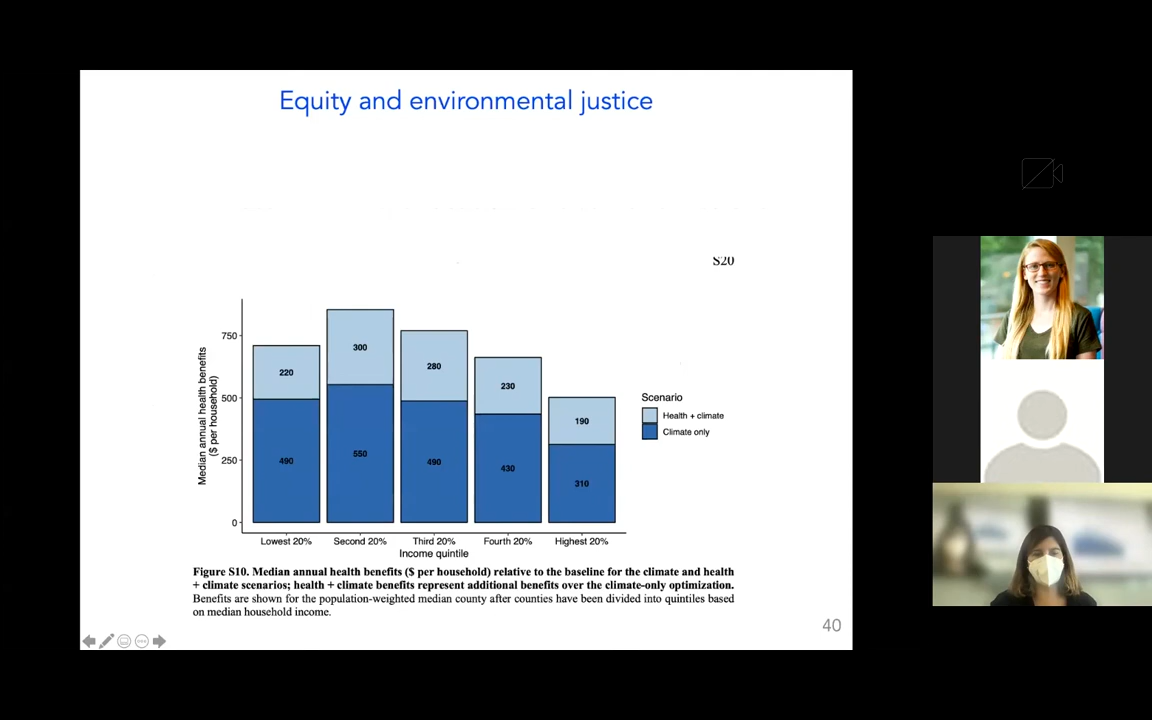 Equity and environmental justice
S20
Median annual health benefits
($ per household)
750
500
250
0
220
490
300
550
280
490
230
430
190
310
Lowest 20%
Second 20%
Third 20%
Fourth 20%
Highest 20%
Income quintile
Scenario
Health + climate
Climate only
Figure S10. Median annual health benefits ($ per household) relative to the baseline for the climate and health
+ climate scenarios; health + climate benefits represent additional benefits over the climate-only optimization.
Benefits are shown for the population-weighted median county after counties have been divided into quintiles based
on median household income.
40